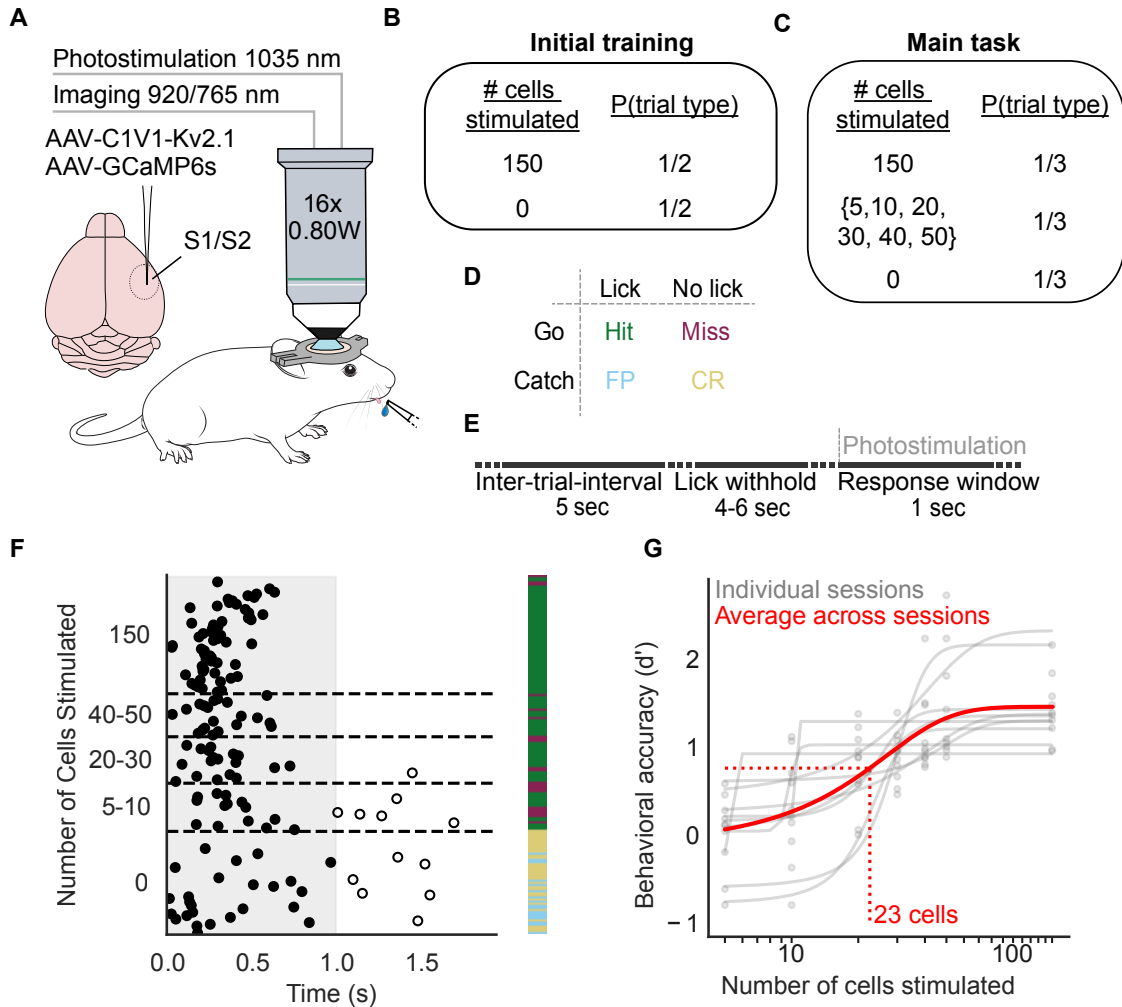 A
Photostimulation 1035 nm
Imaging 920/765 nm
AAV-C1V1-Kv2.1
AAV-GCaMP6s
S1/S2
16x
0.80W
B
Initial training
# cells stimulated P(trial type)
150 1/2
0 1/2
C
Main task
# cells stimulated P(trial type)
150 1/3
{5,10, 20,
30, 40, 50} 1/3
0 1/3
D
Lick No lick
Go Hit Miss
Catch FP CR
E
Photostimulation
Inter-trial-interval Lick withhold Response window
5 sec 4-6 sec 1 sec
F
Number of Cells Stimulated
150
40-50
20-30
5-10
0
0.0 0.5 1.0 1.5
Time (s)
G
Individual sessions
Average across sessions
Behavioral accuracy (d')
2
1
0
−1
23 cells
10 100
Number of cells stimulated